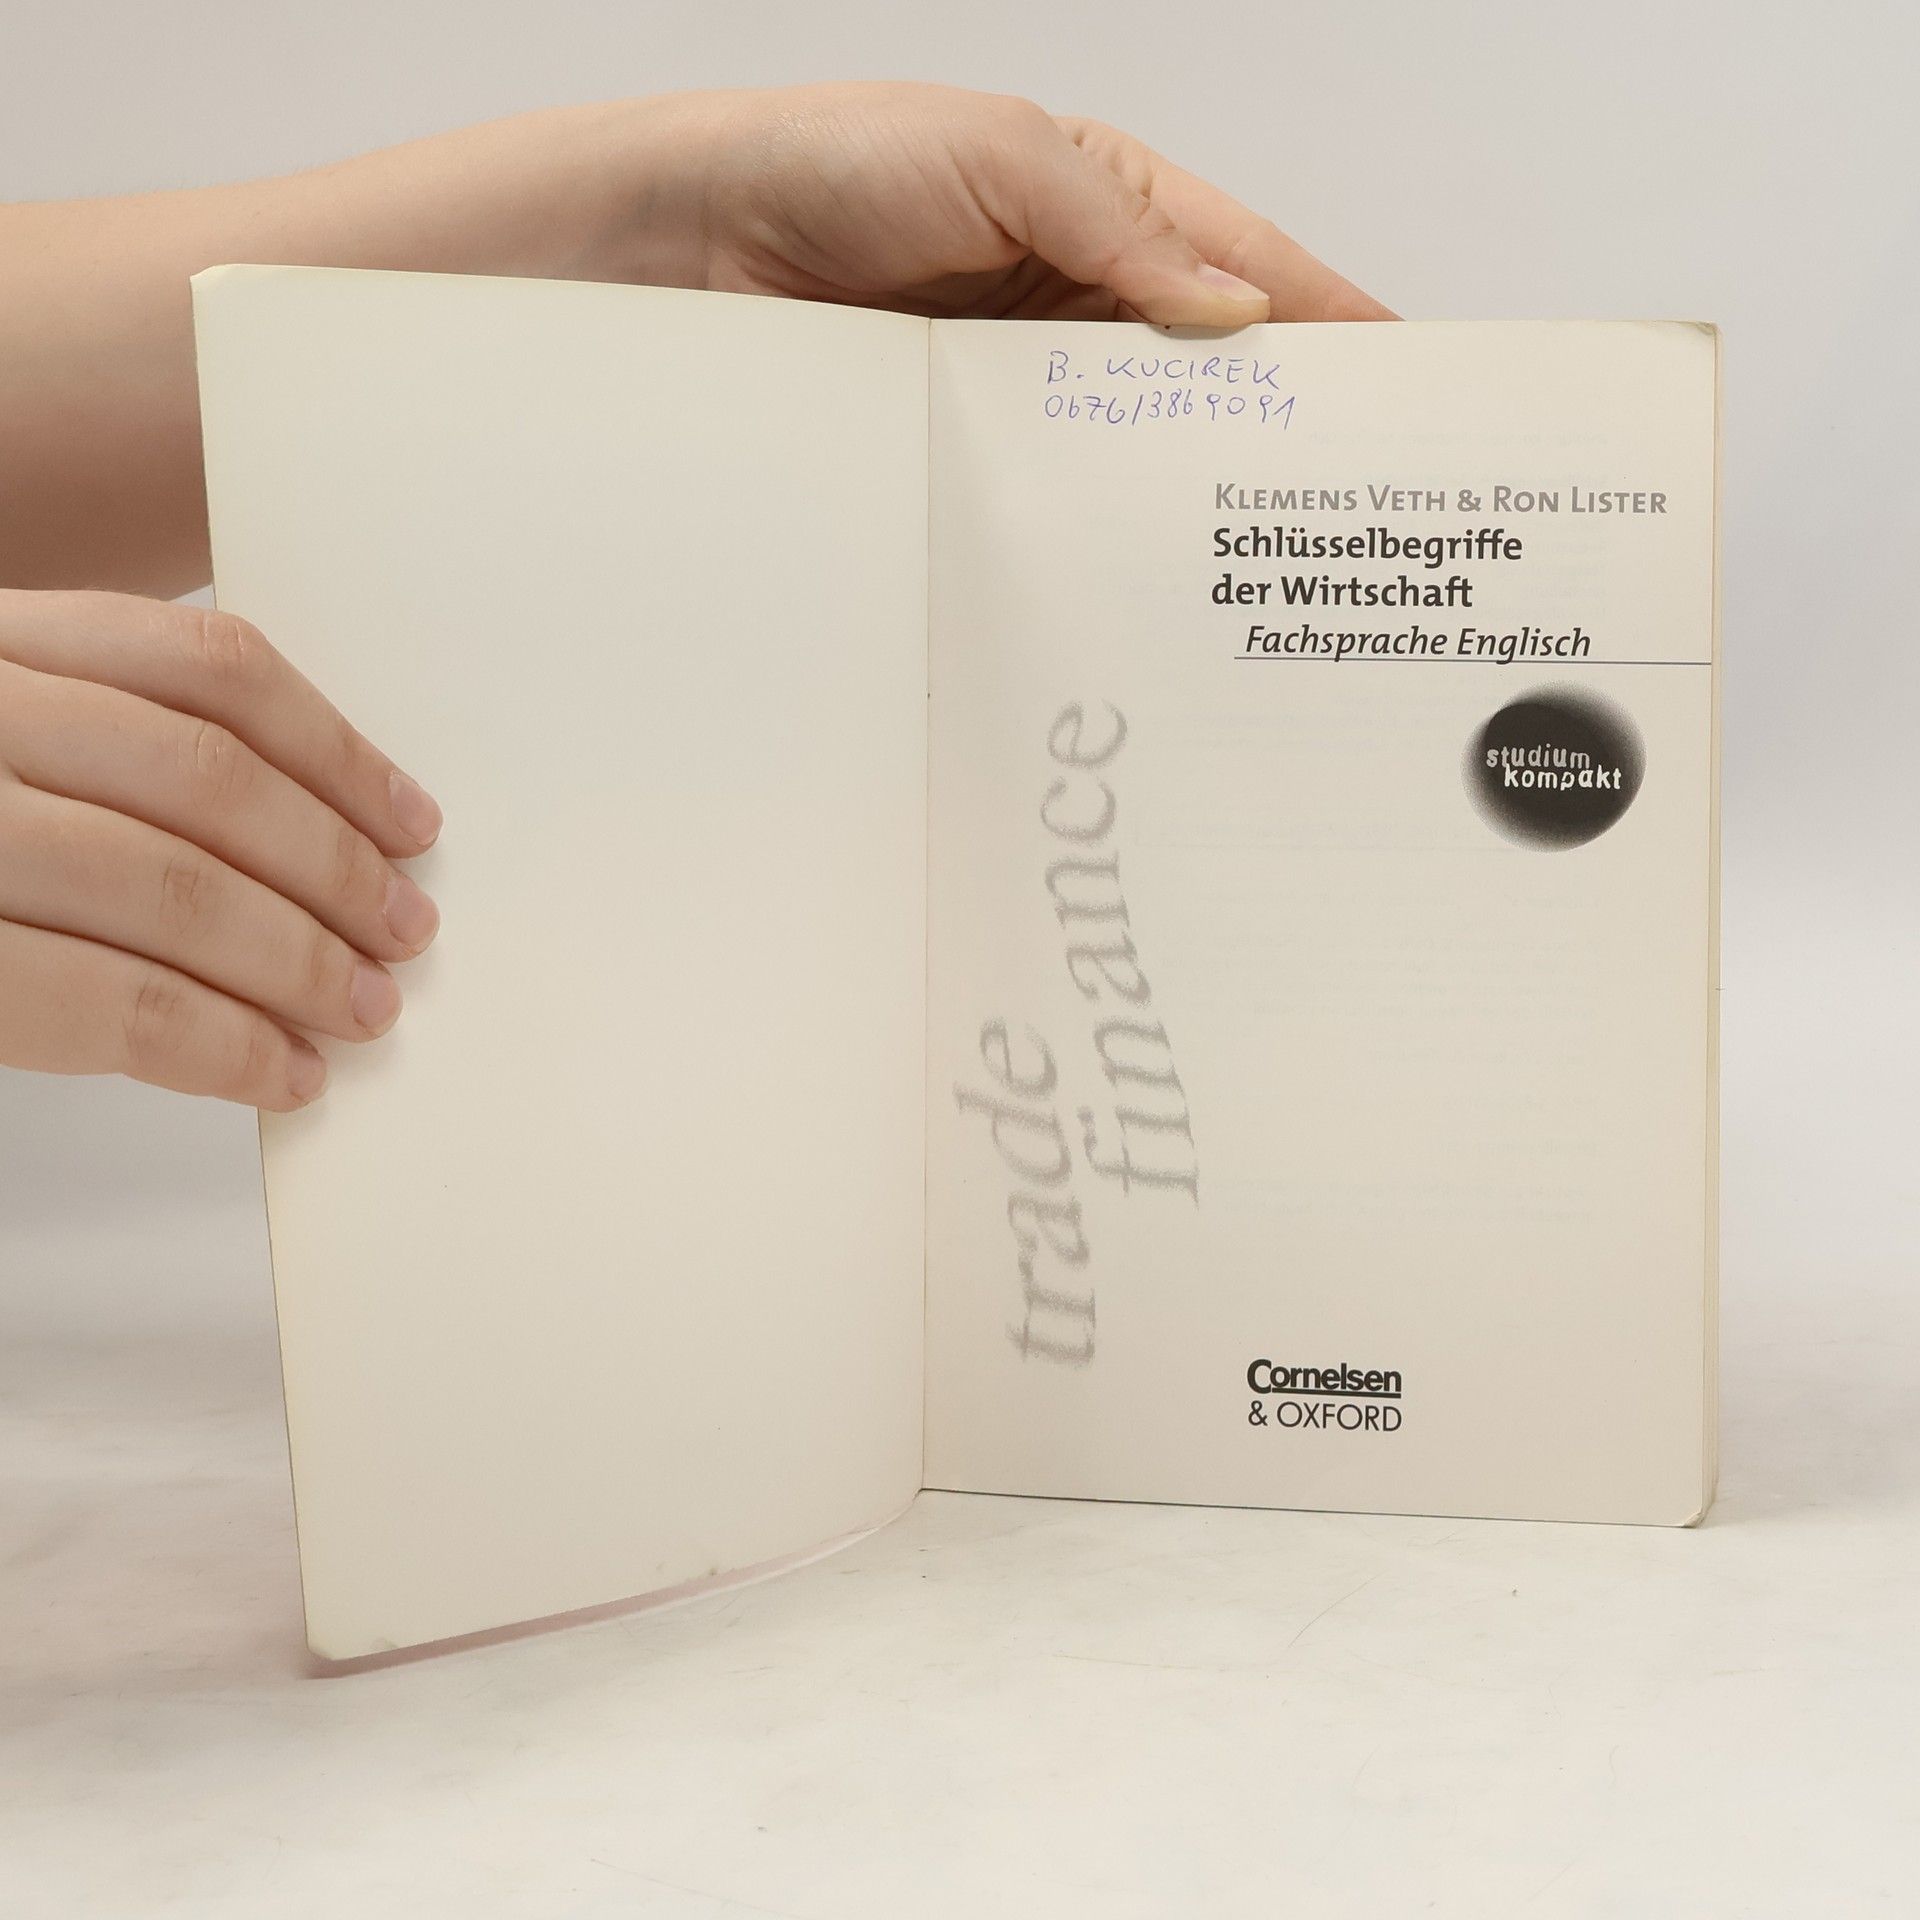 B. KUCIREK
0676/3869091
KLEMENS VETH & RON LISTER
Schlüsselbegriffe
der Wirtschaft
Fachsprache Englisch
studium
kompakt
trade
finance
Cornelsen
& OXFORD